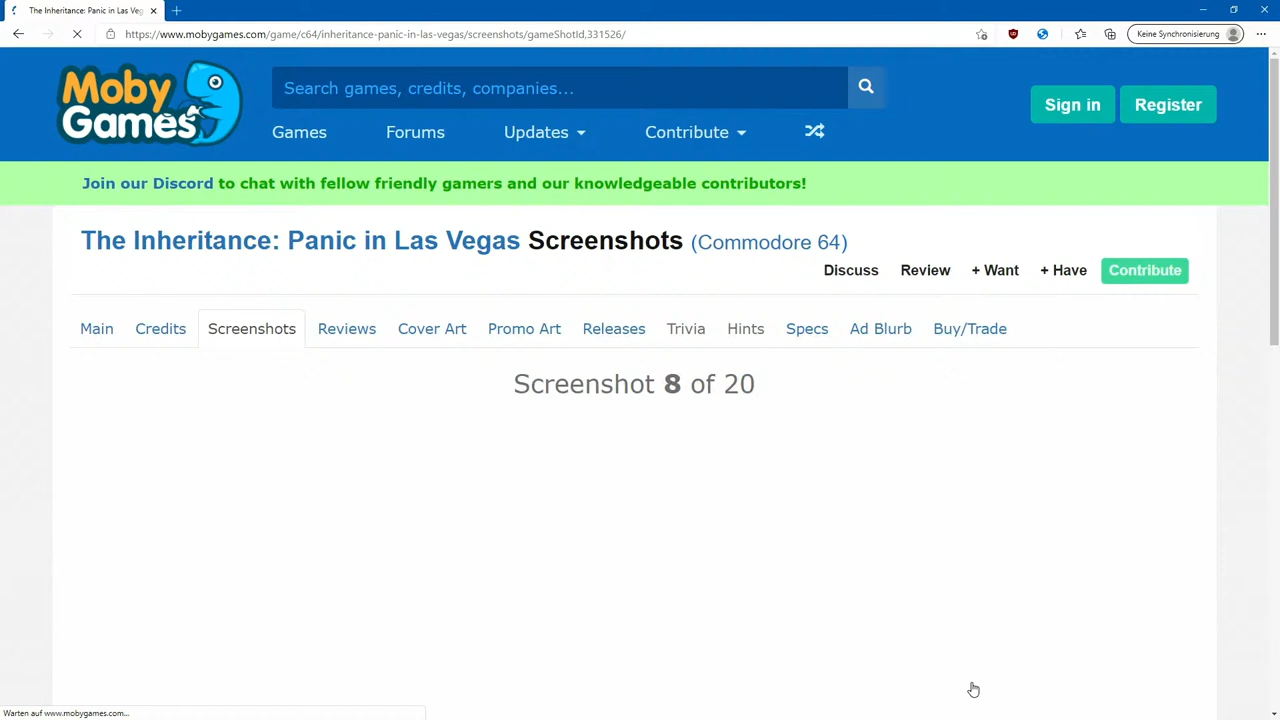 The Inheritance: Panic in Las Veg
https://www.mobygames.com/game/c64/inheritance-panic-in-las-vegas/screenshots/gameShotId,331526/
Keine Synchronisierung
Moby
Games
Search games, credits, companies...
Sign in
Register
Games
Forums
Updates
Contribute
Join our Discord to chat with fellow friendly gamers and our knowledgeable contributors!
The Inheritance: Panic in Las Vegas Screenshots (Commodore 64)
Discuss
Review
+ Want
+ Have
Contribute
Main
Credits
Screenshots
Reviews
Cover Art
Promo Art
Releases
Trivia
Hints
Specs
Ad Blurb
Buy/Trade
Screenshot 8 of 20
Warten auf www.mobygames.com...